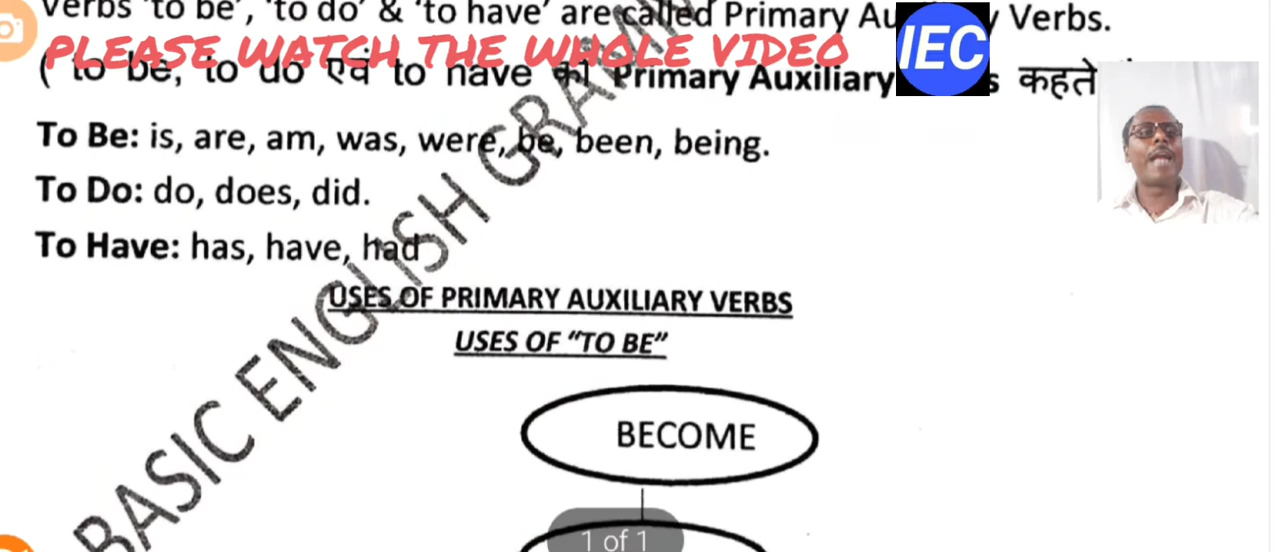 verbs 'to be', 'to do' & 'to have' are called Primary Verbs.
PLEASE WATCH THE WHOLE VIDEO
IEC
( to be, to do एवं to have को Primary Auxiliary कहते
To Be: is, are, am, was, were, be, been, being.
To Do: do, does, did.
To Have: has, have, had
USES OF PRIMARY AUXILIARY VERBS
USES OF "TO BE"
BECOME
BASIC ENGLISH GRAM
1 of 1